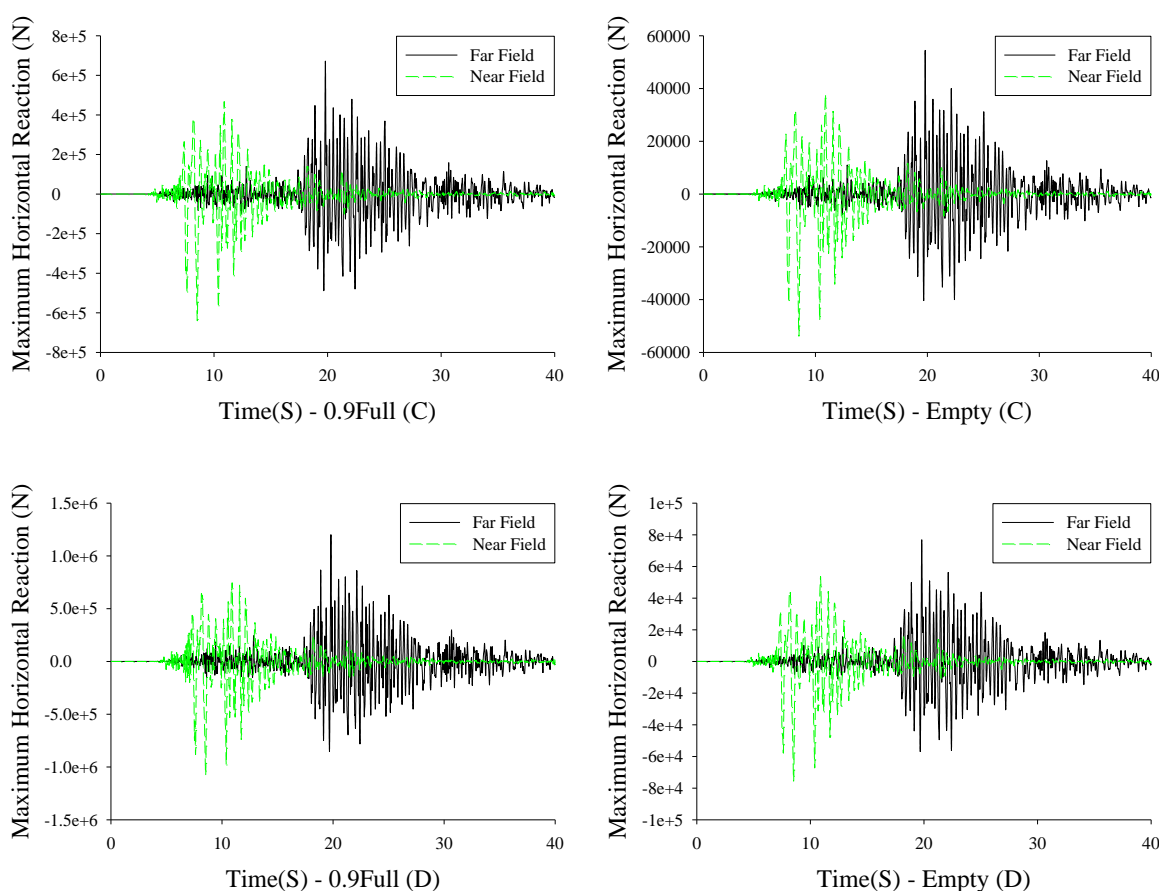 Maximum Horizontal Reaction (N)
8e+5
6e+5
4e+5
2e+5
0
-2e+5
-4e+5
-6e+5
-8e+5
Far Field
Near Field
0 10 20 30 40
Time(S) - 0.9Full (C)
Maximum Horizontal Reaction (N)
60000
40000
20000
0
-20000
-40000
-60000
Far Field
Near Field
0 10 20 30 40
Time(S) - Empty (C)
Maximum Horizontal Reaction (N)
1.5e+6
1.0e+6
5.0e+5
0.0
-5.0e+5
-1.0e+6
-1.5e+6
Far Field
Near Field
0 10 20 30 40
Time(S) - 0.9Full (D)
Maximum Horizontal Reaction (N)
1e+5
8e+4
6e+4
4e+4
2e+4
0
-2e+4
-4e+4
-6e+4
-8e+4
-1e+5
Far Field
Near Field
0 10 20 30 40
Time(S) - Empty (D)